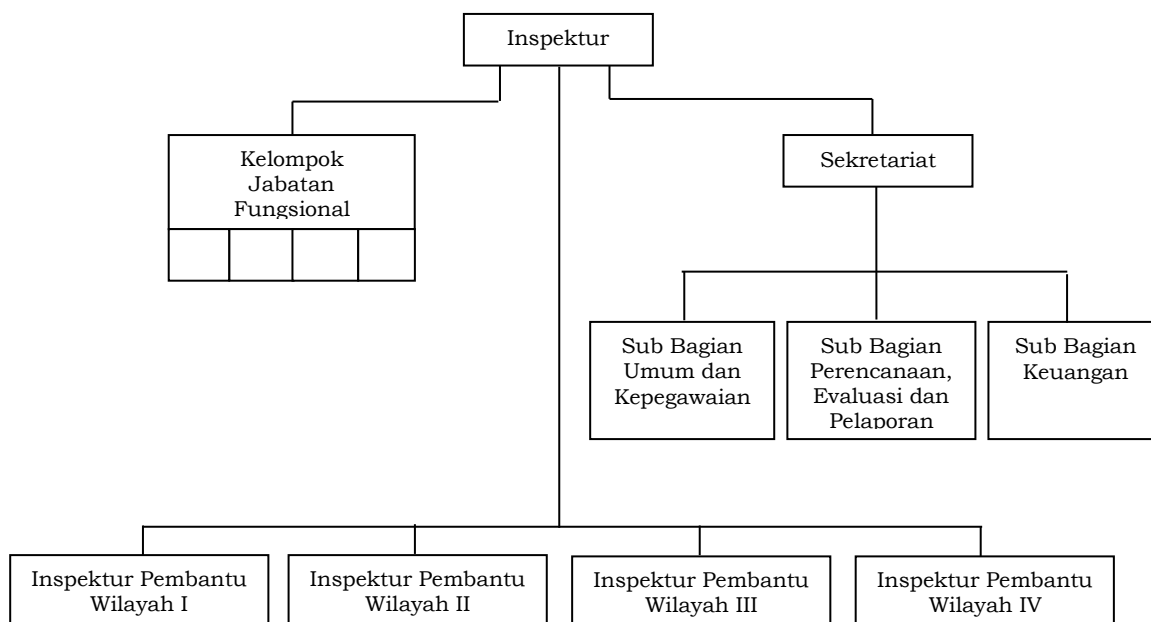 Inspektur
Kelompok
Jabatan
Fungsional
Sekretariat
Sub Bagian
Umum dan
Kepegawaian
Sub Bagian
Perencanaan,
Evaluasi dan
Pelaporan
Sub Bagian
Keuangan
Inspektur Pembantu
Wilayah I
Inspektur Pembantu
Wilayah II
Inspektur Pembantu
Wilayah III
Inspektur Pembantu
Wilayah IV